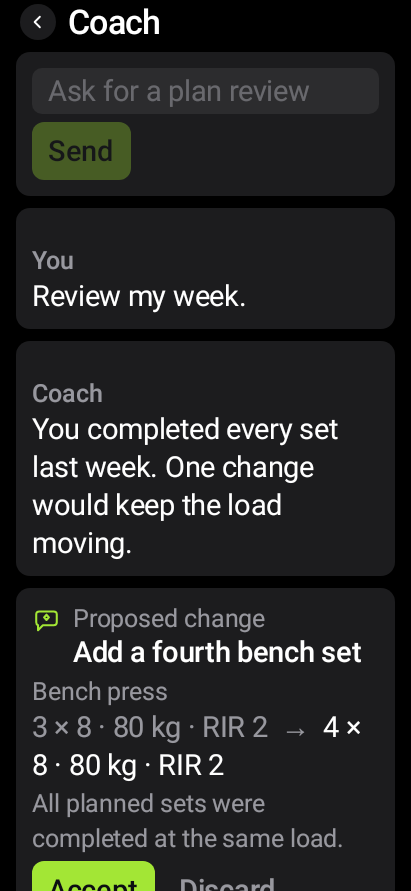 Coach
Ask for a plan review
Send
You
Review my week.
Coach
You completed every set
last week. One change
would keep the load
moving.
Proposed change
Add a fourth bench set
Bench press
3 × 8 · 80 kg · RIR 2 → 4 ×
8 · 80 kg · RIR 2
All planned sets were
completed at the same load.
Accept Discard